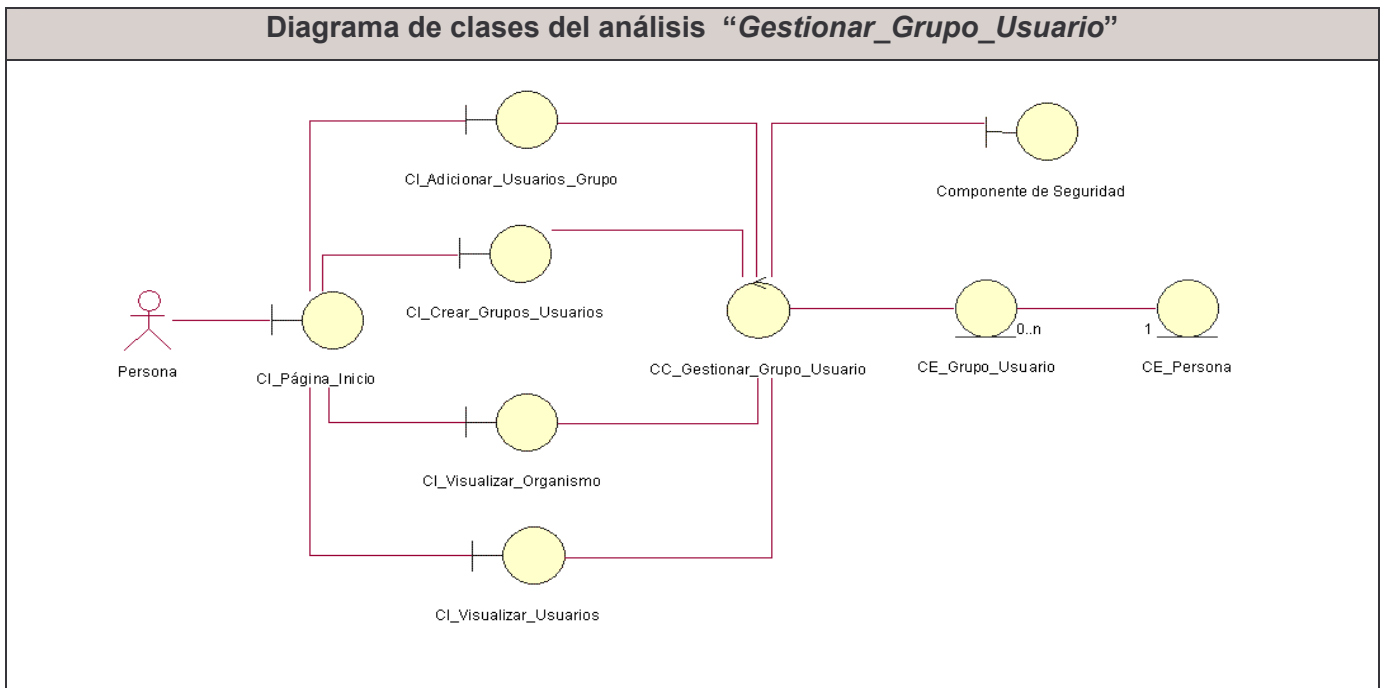 Diagrama de clases del análisis “Gestionar_Grupo_Usuario”
CI_Adicionar_Usuarios_Grupo
Componente de Seguridad
CI_Crear_Grupos_Usuarios
Persona
CI_Página_Inicio
CC_Gestionar_Grupo_Usuario
0..n
CE_Grupo_Usuario
1
CE_Persona
CI_Visualizar_Organismo
CI_Visualizar_Usuarios